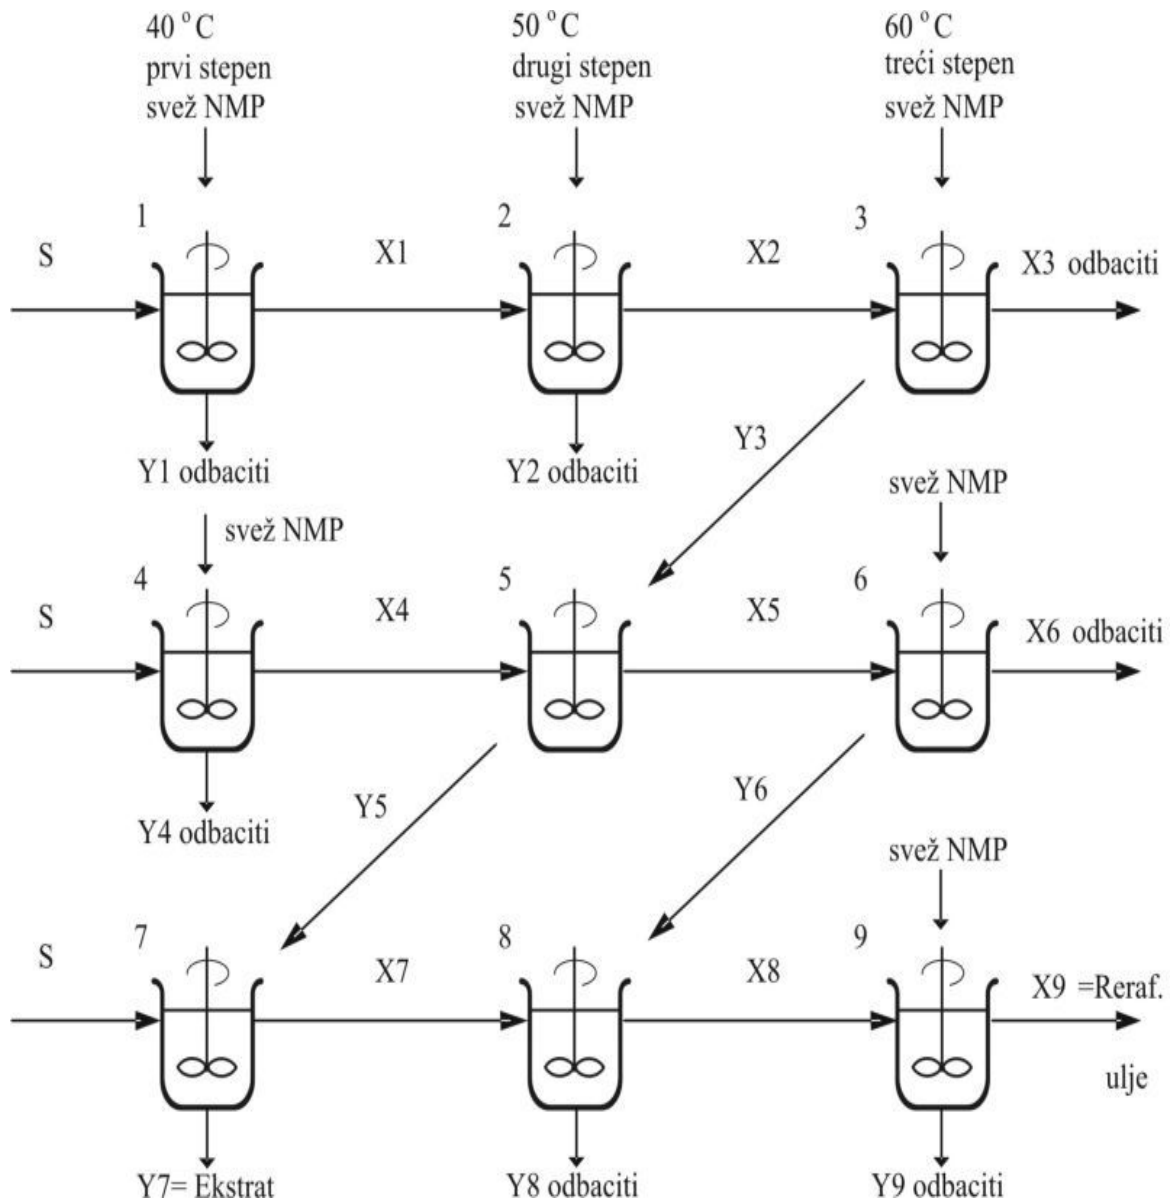 40 °C
prvi stepen
svež NMP
50 °C
drugi stepen
svež NMP
60 °C
treći stepen
svež NMP
1
2
3
S
X1
X2
X3 odbaciti
Y1 odbaciti
Y2 odbaciti
Y3
svež NMP
svež NMP
4
5
6
S
X4
X5
X6 odbaciti
Y4 odbaciti
Y5
Y6
svež NMP
7
8
9
S
X7
X8
X9 =Reraf.
ulje
Y7= Ekstrat
Y8 odbaciti
Y9 odbaciti